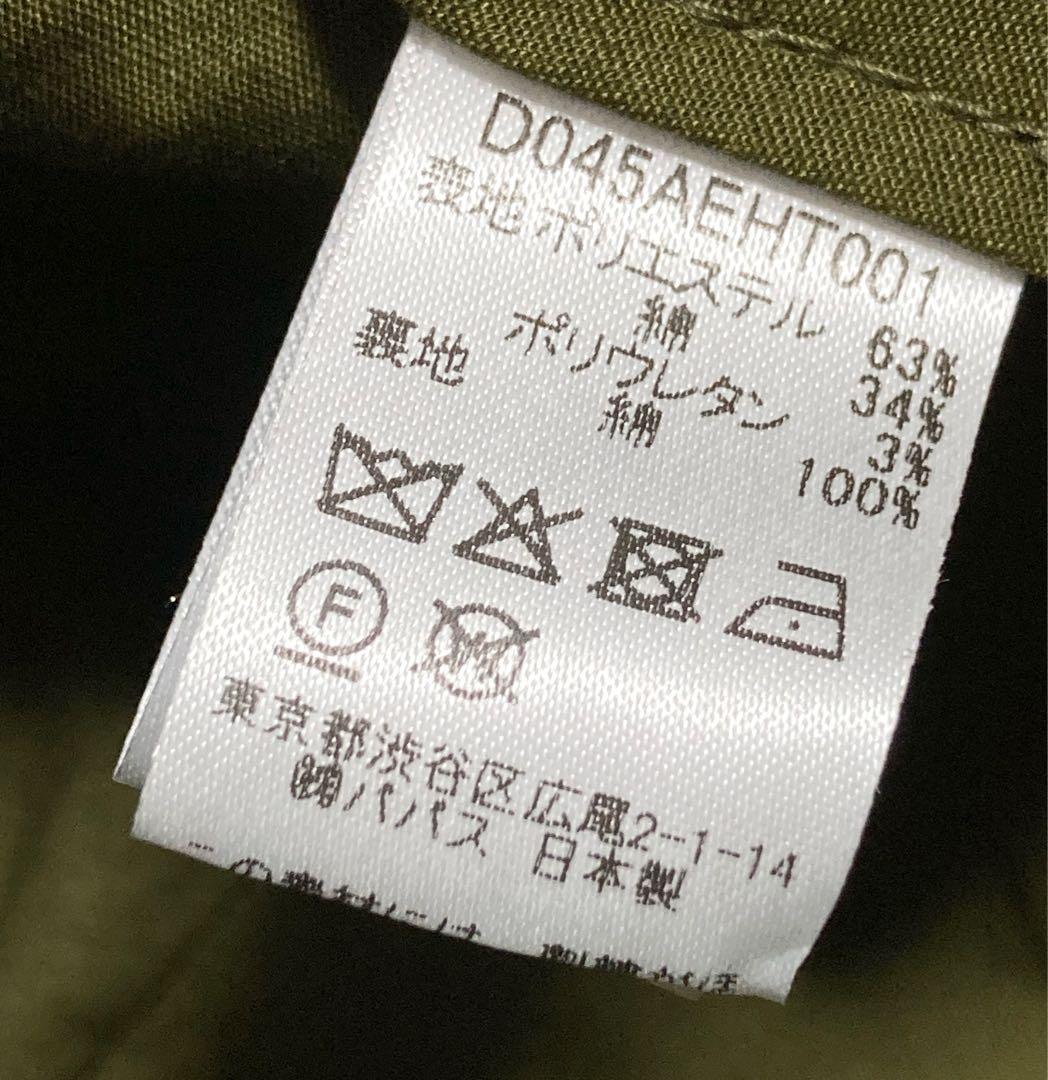 D045AEHT001
表地 ポリエステル 63%
綿 34%
ポリウレタン 3%
裏地 綿 100%
F
W
東京都渋谷区広尾2-1-14
㈱パパス 日本製